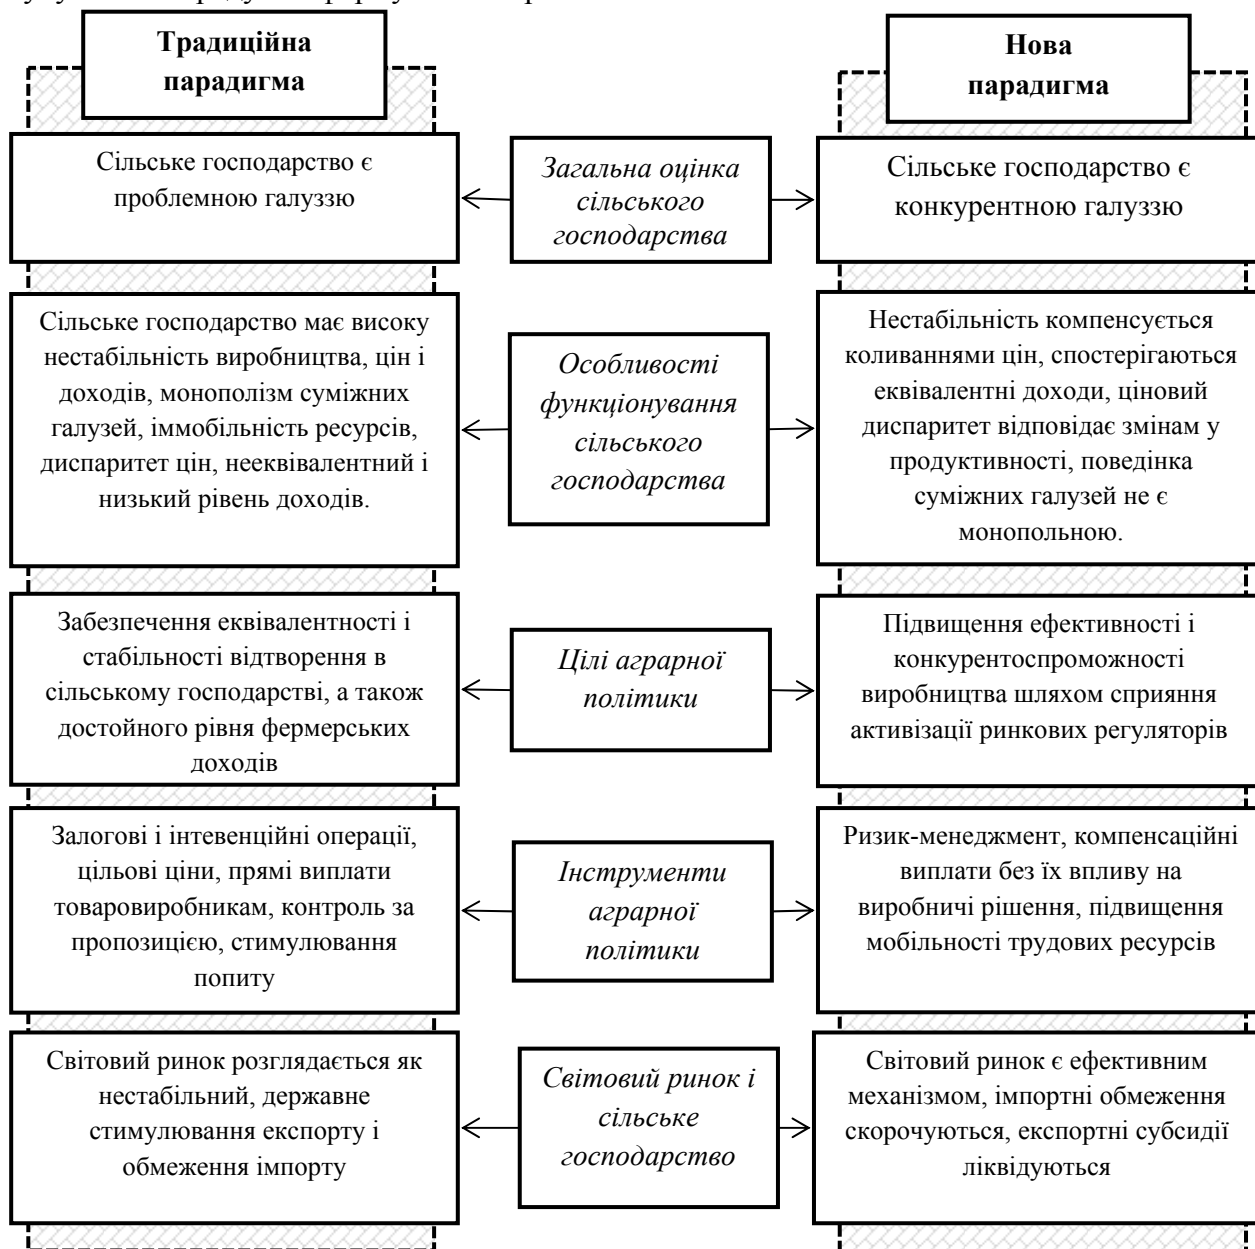 Традиційна
парадигма
Нова
парадигма
Сільське господарство є
проблемною галуззю
Загальна оцінка
сільського
господарства
Сільське господарство є
конкурентною галуззю
Сільське господарство має високу
нестабільність виробництва, цін і
доходів, монополізм суміжних
галузей, іммобільність ресурсів,
диспаритет цін, нееквівалентний і
низький рівень доходів.
Особливості
функціонування
сільського
господарства
Нестабільність компенсується
коливаннями цін, спостерігаються
еквівалентні доходи, ціновий
диспаритет відповідає змінам у
продуктивності, поведінка
суміжних галузей не є
монопольною.
Забезпечення еквівалентності і
стабільності відтворення в
сільському господарстві, а також
достойного рівня фермерських
доходів
Цілі аграрної
політики
Підвищення ефективності і
конкурентоспроможності
виробництва шляхом сприяння
активізації ринкових регуляторів
Залогові і інтевенційні операції,
цільові ціни, прямі виплати
товаровиробникам, контроль за
пропозицією, стимулювання
попиту
Інструменти
аграрної
політики
Ризик-менеджмент, компенсаційні
виплати без їх впливу на
виробничі рішення, підвищення
мобільності трудових ресурсів
Світовий ринок розглядається як
нестабільний, державне
стимулювання експорту і
обмеження імпорту
Світовий ринок і
сільське
господарство
Світовий ринок є ефективним
механізмом, імпортні обмеження
скорочуються, експортні субсидії
ліквідуються